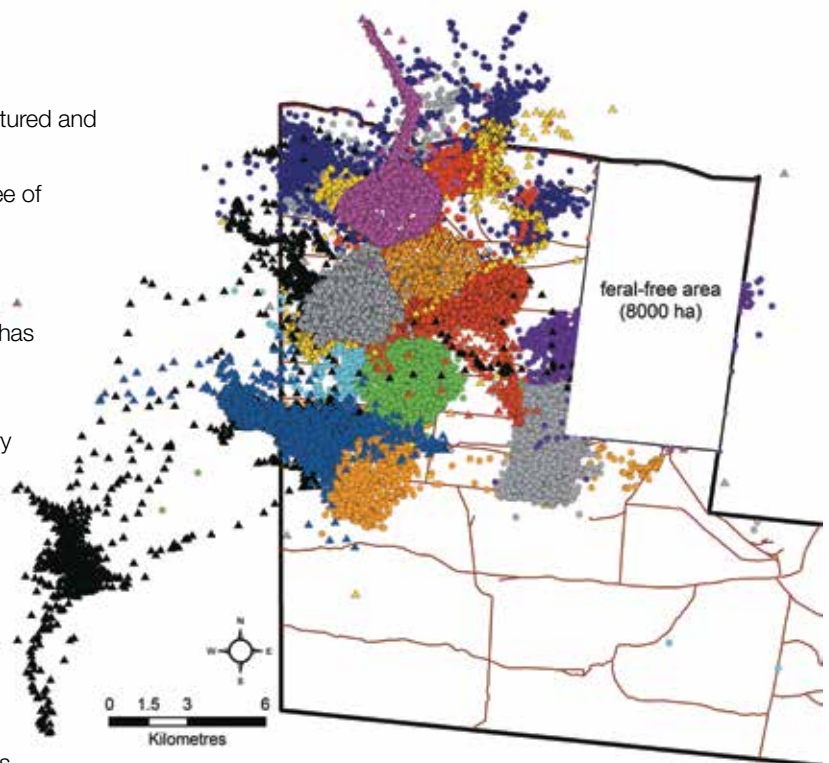 tured and
ee of
has
y
s
feral-free area
(8000 ha)
N
W E
S
0 1.5 3 6
Kilometres